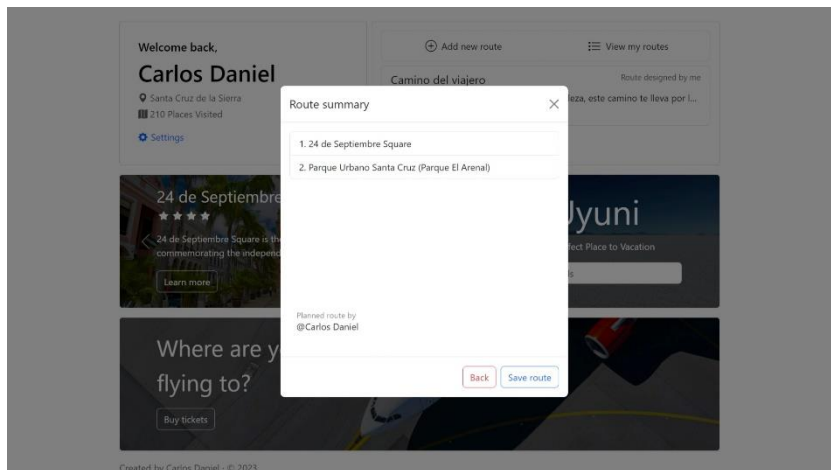 Welcome back,
Carlos Daniel
Santa Cruz de la Sierra
210 Places Visited
Settings
Add new route
View my routes
Camino del viajero
Route designed by me
leza, este camino te lleva por l...
Route summary
1. 24 de Septiembre Square
2. Parque Urbano Santa Cruz (Parque El Arenal)
Planned route by
@Carlos Daniel
Back
Save route
24 de Septiembre
24 de Septiembre Square is th
commemorating the independ
Learn more
Uyuni
fect Place to Vacation
ls
Where are y
flying to?
Buy tickets
Created by Carlos Daniel - © 2023